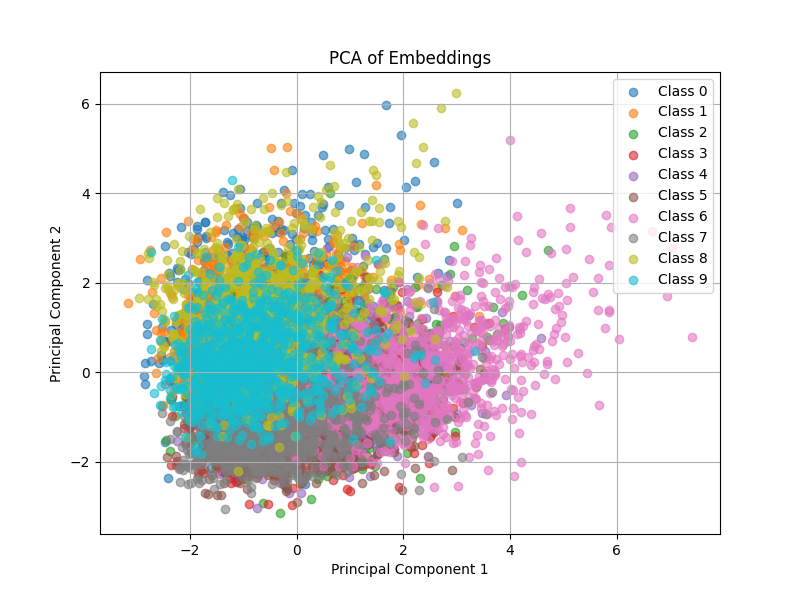 PCA of Embeddings
Class 0
Class 1
Class 2
Class 3
Class 4
Class 5
Class 6
Class 7
Class 8
Class 9
6
4
2
0
−2
Principal Component 2
−2 0 2 4 6
Principal Component 1